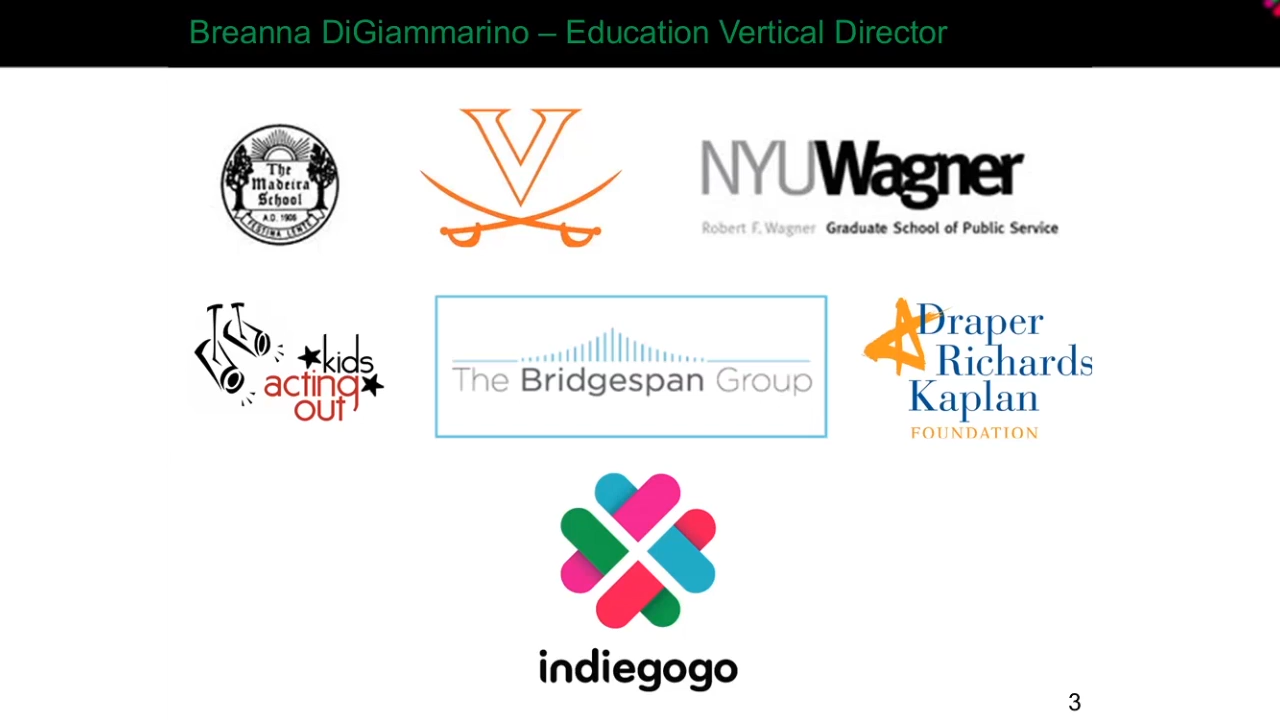 Breanna DiGiammarino – Education Vertical Director
The
Madeira
School
A.D. 1906
FESTINA LENTE
NYUWagner
Robert F. Wagner Graduate School of Public Service
kids
acting
out
The Bridgespan Group
Draper
Richards
Kaplan
FOUNDATION
indiegogo
3